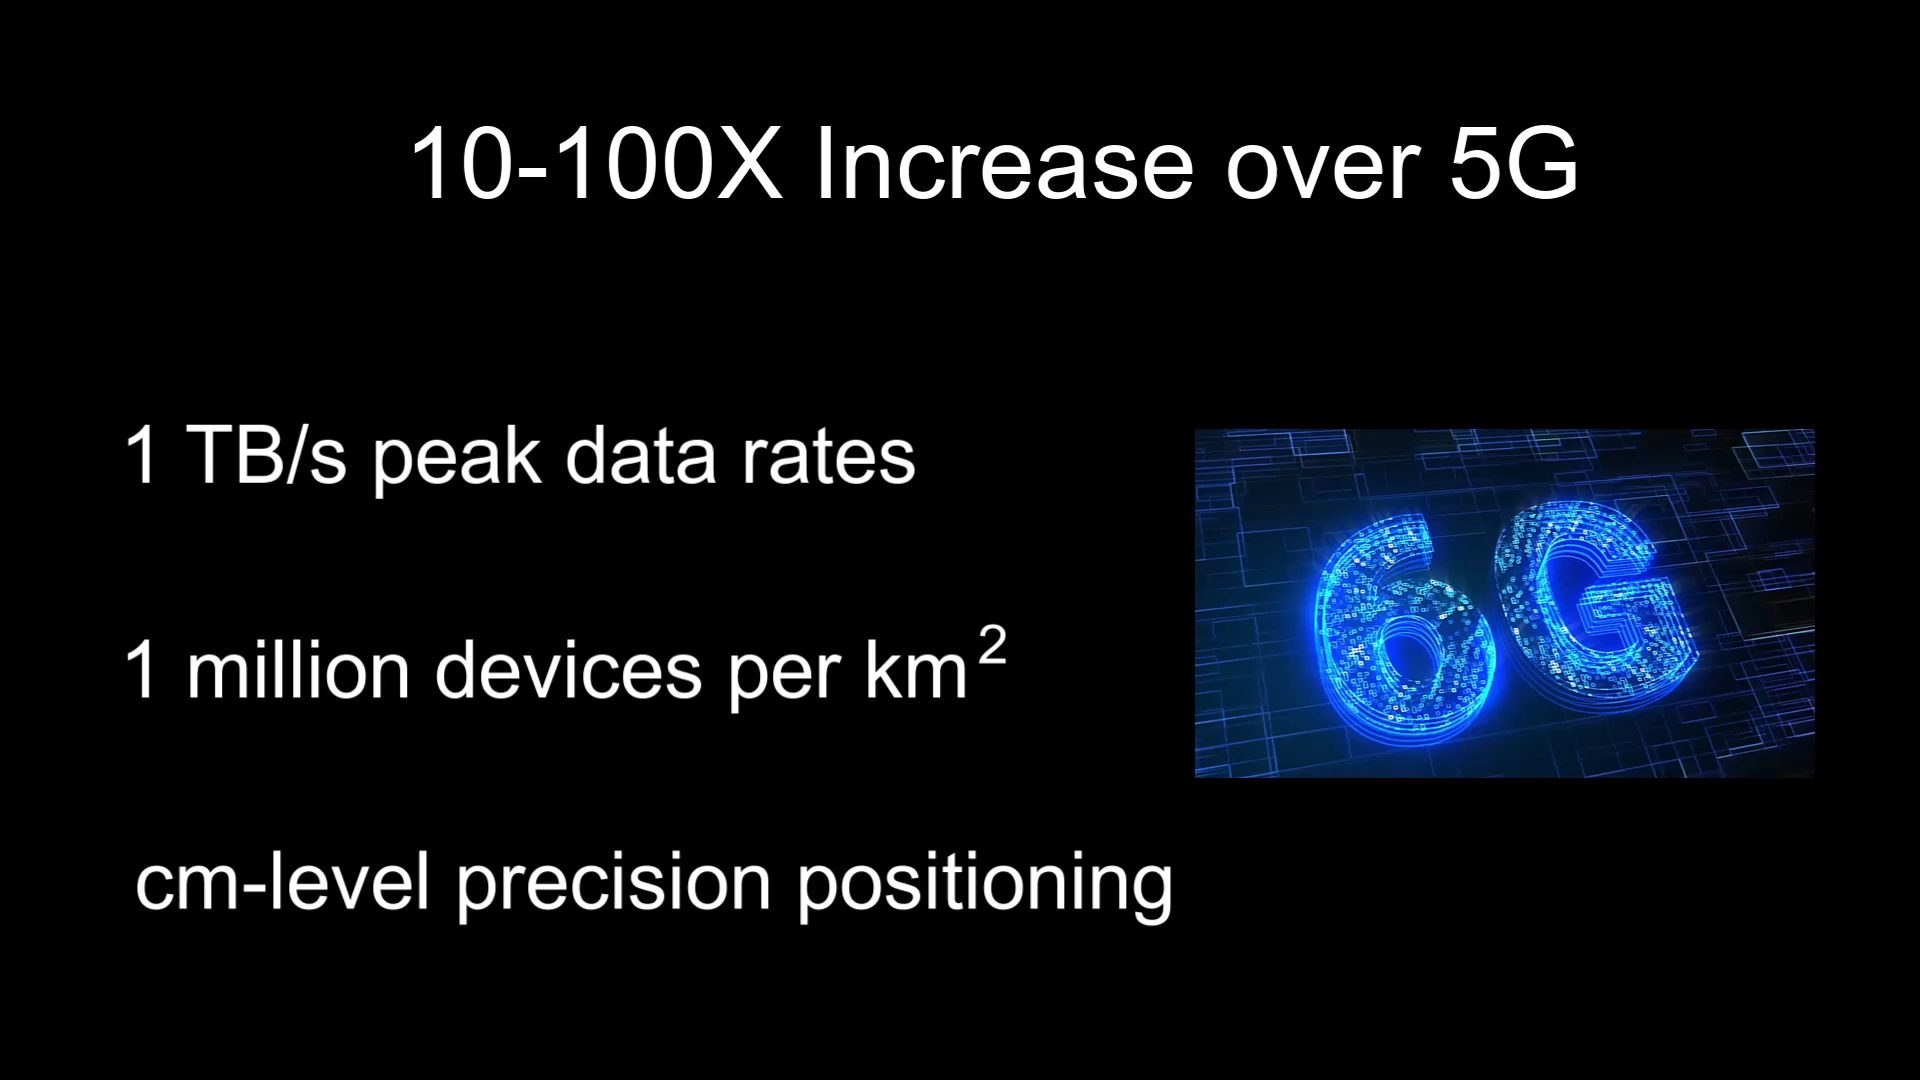 10-100X Increase over 5G
1 TB/s peak data rates
1 million devices per km²
6G
cm-level precision positioning